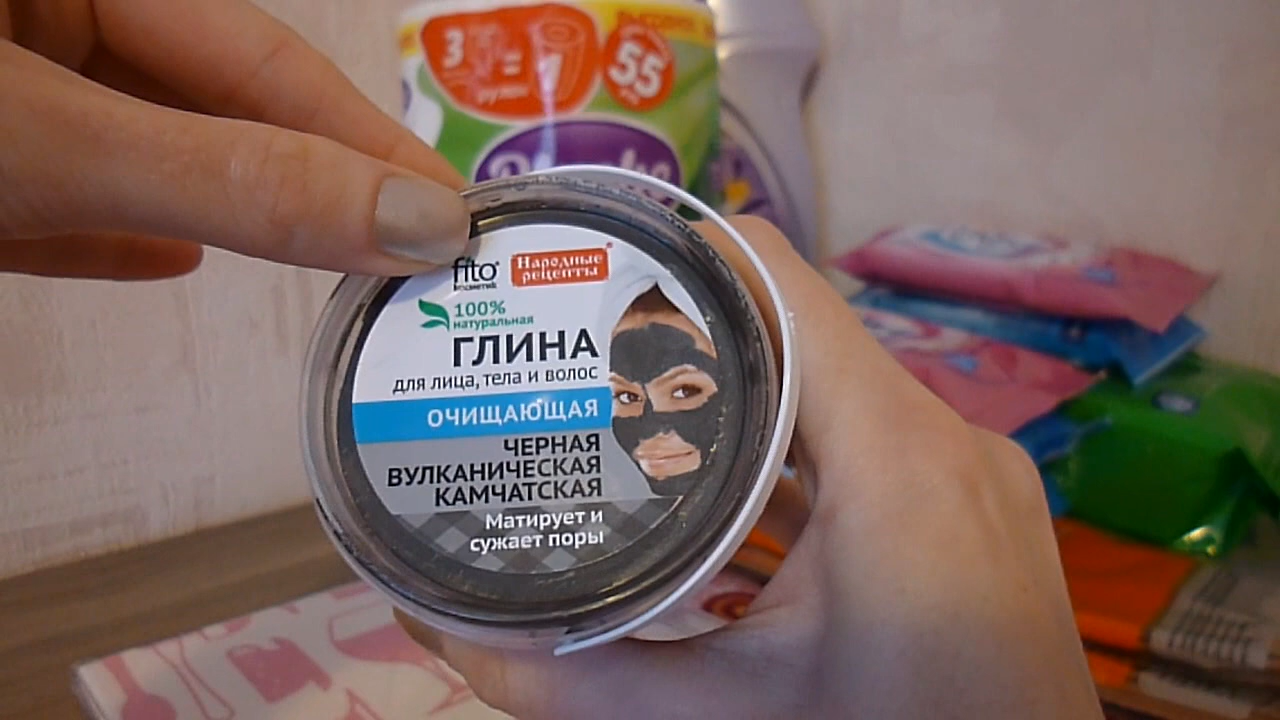 3 = 1
55
fito
косметик
Народные
рецепты
100%
натуральная
ГЛИНА
для лица, тела и волос
ОЧИЩАЮЩАЯ
ЧЕРНАЯ
ВУЛКАНИЧЕСКАЯ
КАМЧАТСКАЯ
Матирует и
сужает поры